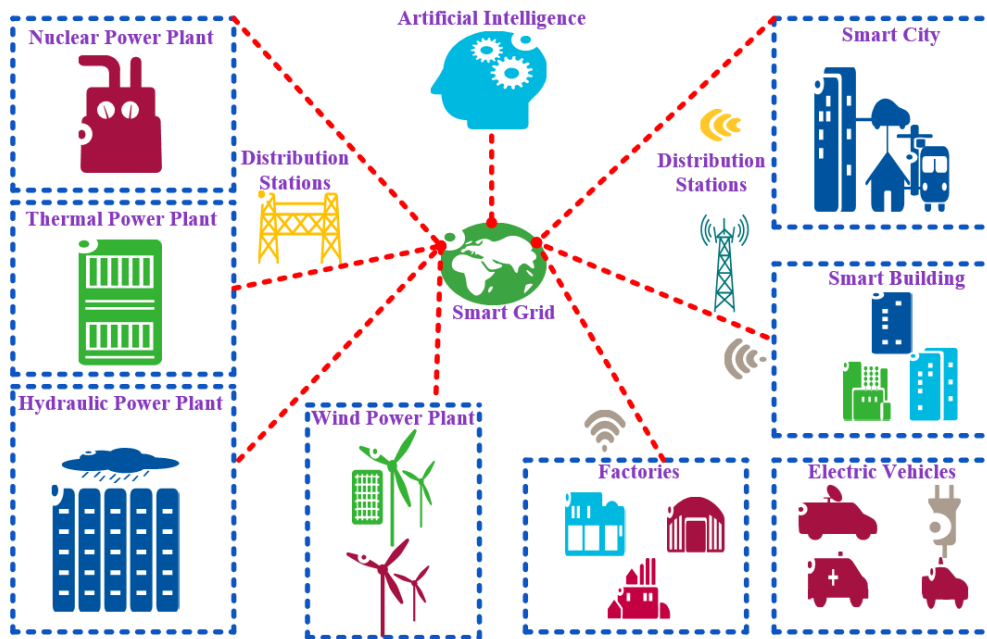 Artificial Intelligence
Nuclear Power Plant
Smart City
Distribution
Stations
Distribution
Stations
Thermal Power Plant
Smart Building
Smart Grid
Hydraulic Power Plant
Wind Power Plant
Factories
Electric Vehicles